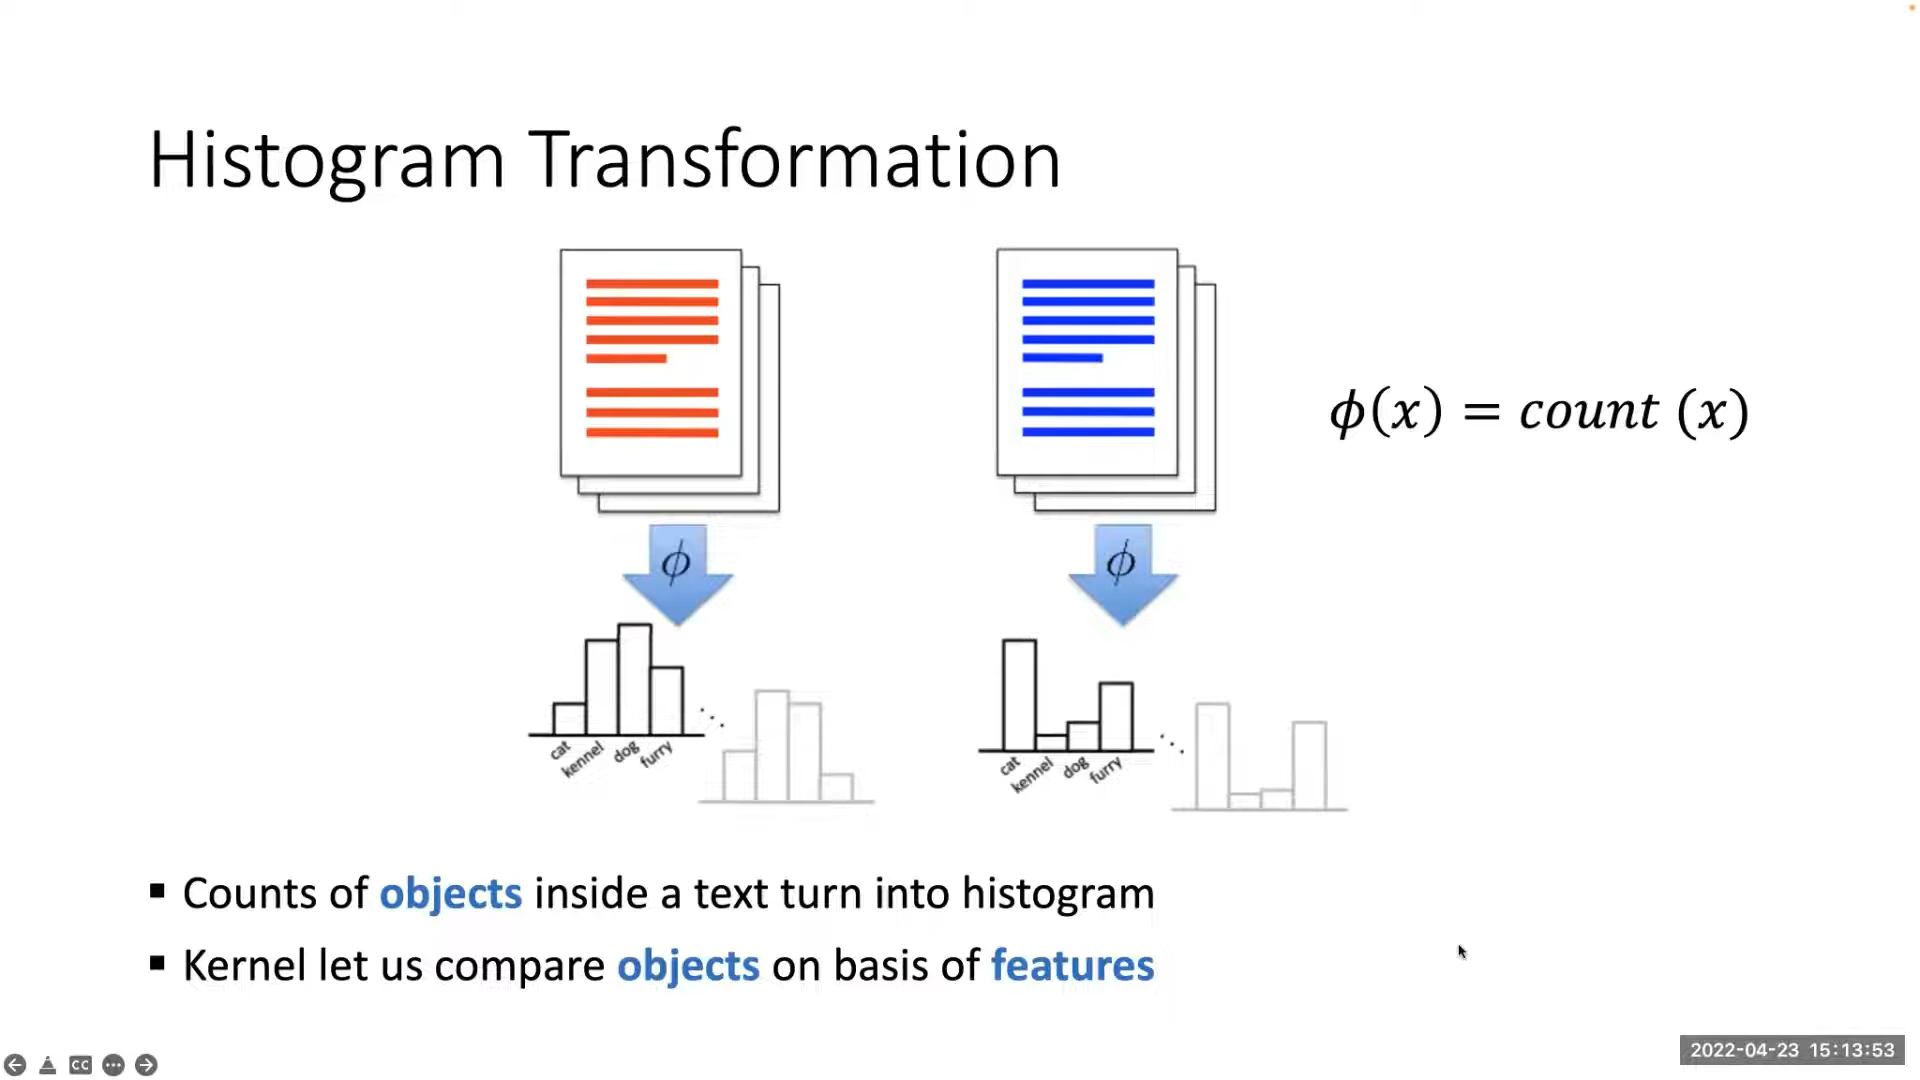 Histogram Transformation
ϕ(x) = count (x)
ϕ ϕ
cat kennel dog furry
cat kennel dog furry
▪ Counts of objects inside a text turn into histogram
▪ Kernel let us compare objects on basis of features
CC
2022-04-23 15:13:53